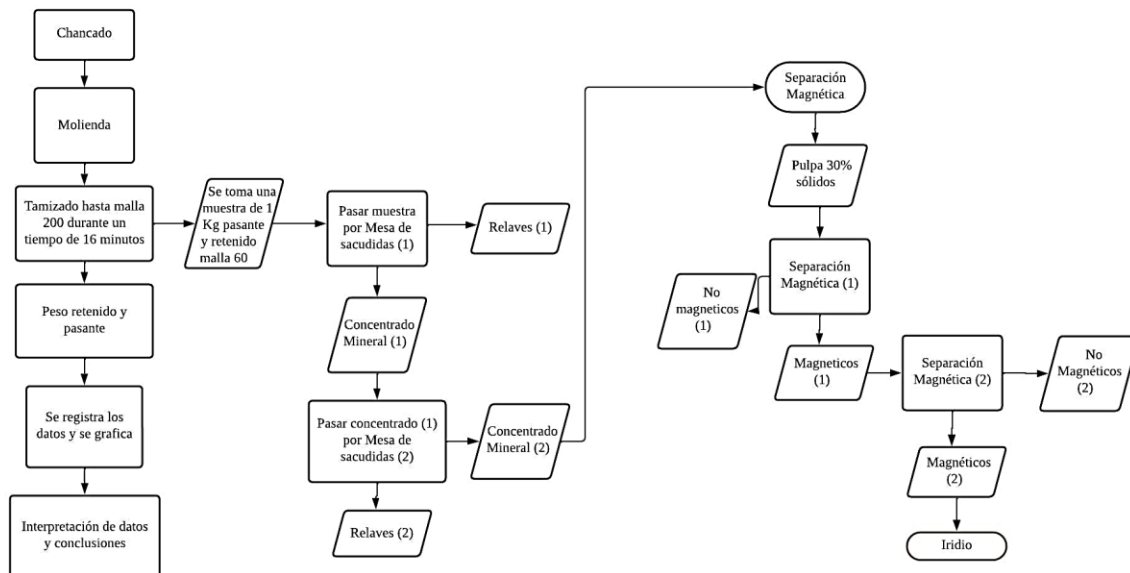 Chancado
Molienda
Tamizado hasta malla
200 durante un
tiempo de 16 minutos
Peso retenido y
pasante
Se registra los
datos y se grafica
Interpretación de datos
y conclusiones
Se toma una
muestra de 1
Kg pasante
y retenido
malla 60
Pasar muestra
por Mesa de
sacudidas (1)
Relaves (1)
Concentrado
Mineral (1)
Pasar concentrado (1)
por Mesa de
sacudidas (2)
Concentrado
Mineral (2)
Relaves (2)
Separación
Magnética
Pulpa 30%
sólidos
Separación
Magnética (1)
No
magneticos
(1)
Magneticos
(1)
Separación
Magnética (2)
No
Magnéticos
(2)
Magnéticos
(2)
Iridio